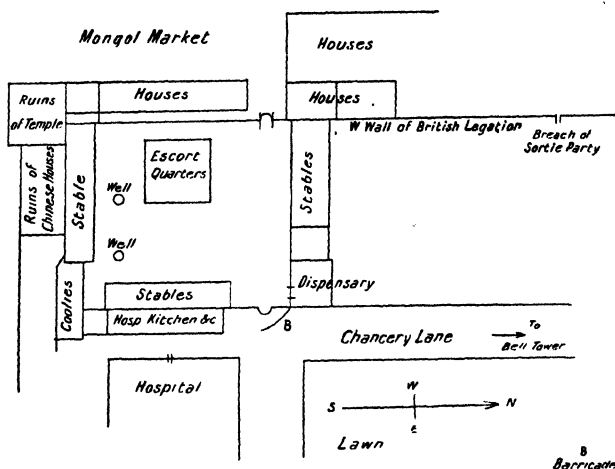 Mongol Market
Houses
Ruins
of Temple
Houses
Houses
W Wall of British Legation
Breach of
Sortie Party
Escort
Quarters
Ruins of
Chinese Houses
Stable
Well
Well
Stables
Coolies
Stables
Dispensary
Hosp Kitchen &c
B
Chancery Lane
To
Bell Tower
Hospital
W
S
N
E
Lawn
B
Barricade